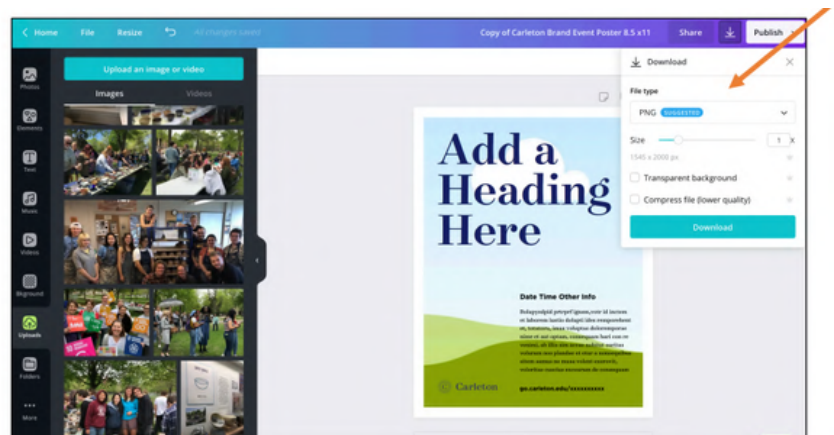 Home File Resize All changes saved Copy of Carleton Brand Event Poster 8.5 x11 Share Publish
Photos
Elements
Text
Music
Videos
Bkground
Uploads
Folders
More
Upload an image or video
Images Videos
Download
File type
PNG SUGGESTED
Size 1 X
1545 x 2000 px
Transparent background
Compress file (lower quality)
Download
Add a
Heading
Here
Date Time Other Info
Carleton
go.carleton.edu/xxxxxxxxxx